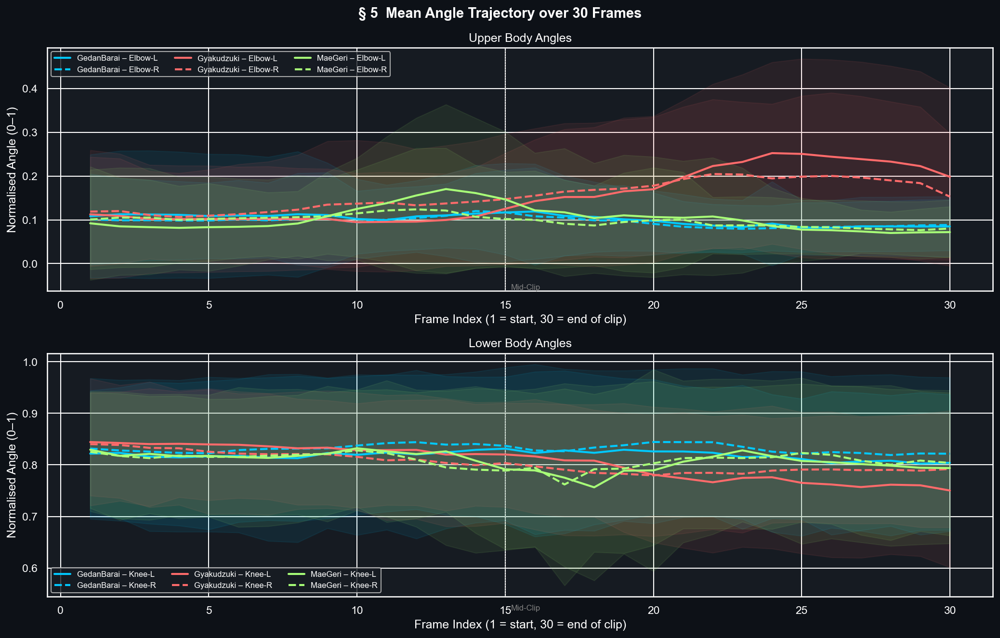 § 5  Mean Angle Trajectory over 30 Frames
Upper Body Angles
GedanBarai – Elbow-L
GedanBarai – Elbow-R
Gyakudzuki – Elbow-L
Gyakudzuki – Elbow-R
MaeGeri – Elbow-L
MaeGeri – Elbow-R
Normalised Angle (0–1)
0.4
0.3
0.2
0.1
0.0
Mid-Clip
0 5 10 15 20 25 30
Frame Index (1 = start, 30 = end of clip)
Lower Body Angles
Normalised Angle (0–1)
1.0
0.9
0.8
0.7
0.6
GedanBarai – Knee-L
GedanBarai – Knee-R
Gyakudzuki – Knee-L
Gyakudzuki – Knee-R
MaeGeri – Knee-L
MaeGeri – Knee-R
Mid-Clip
0 5 10 15 20 25 30
Frame Index (1 = start, 30 = end of clip)